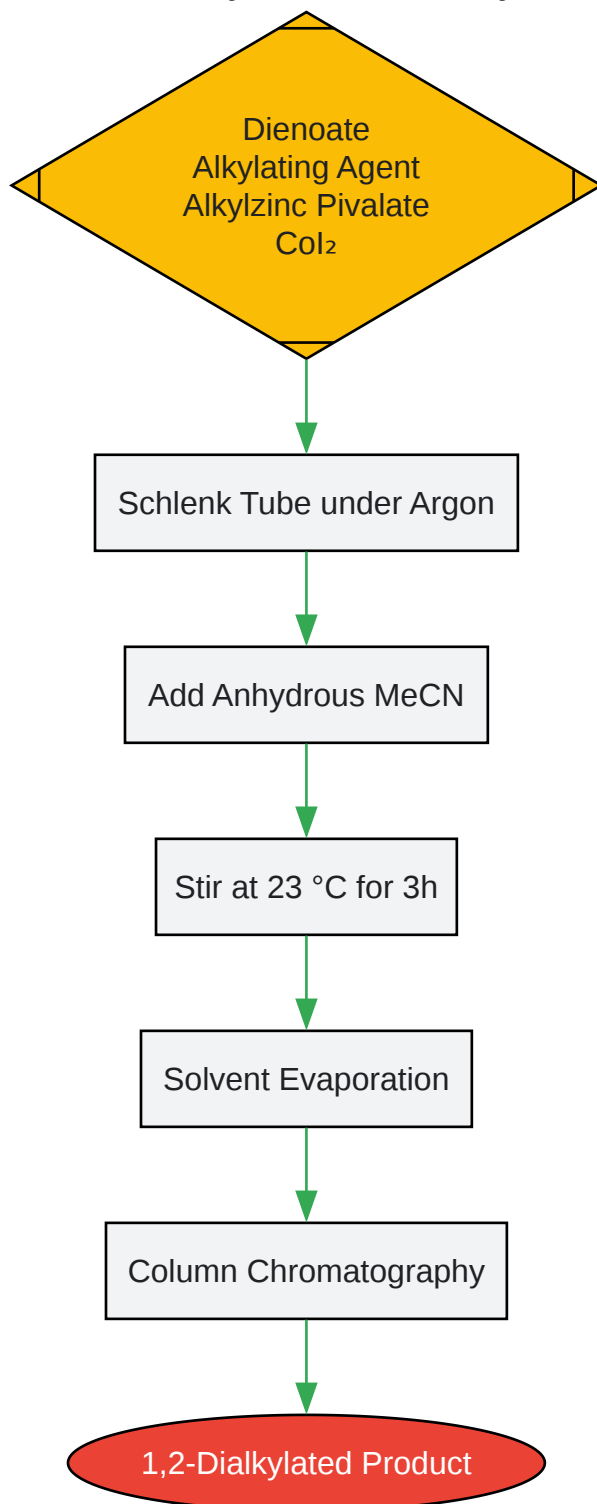 Dienoate
Alkylating Agent
Alkylzinc Pivalate
CoI₂
Schlenk Tube under Argon
Add Anhydrous MeCN
Stir at 23 °C for 3h
Solvent Evaporation
Column Chromatography
1,2-Dialkylated Product